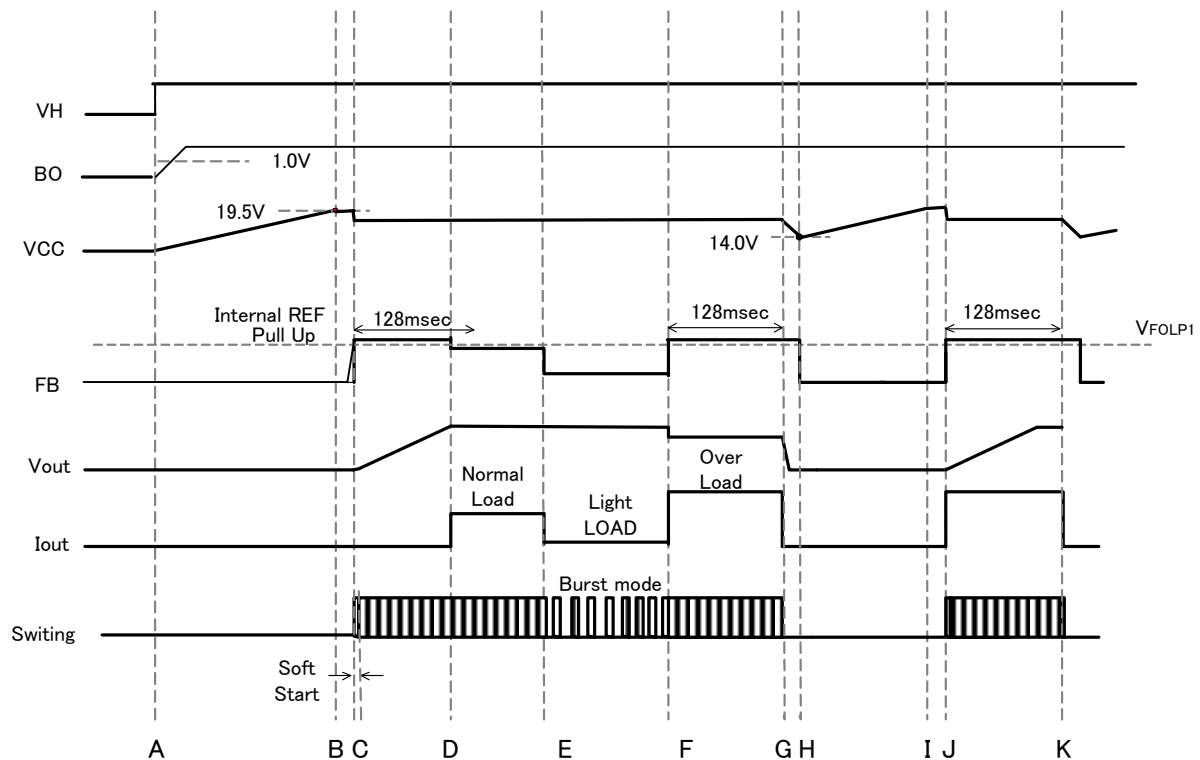 VH
BO
1.0V
19.5V
VCC
14.0V
Internal REF
Pull Up
128msec
128msec
128msec
VFOLP1
FB
Vout
Over
Load
Normal
Load
Light
LOAD
Iout
Burst mode
Switing
Soft
Start
A B C D E F G H I J K